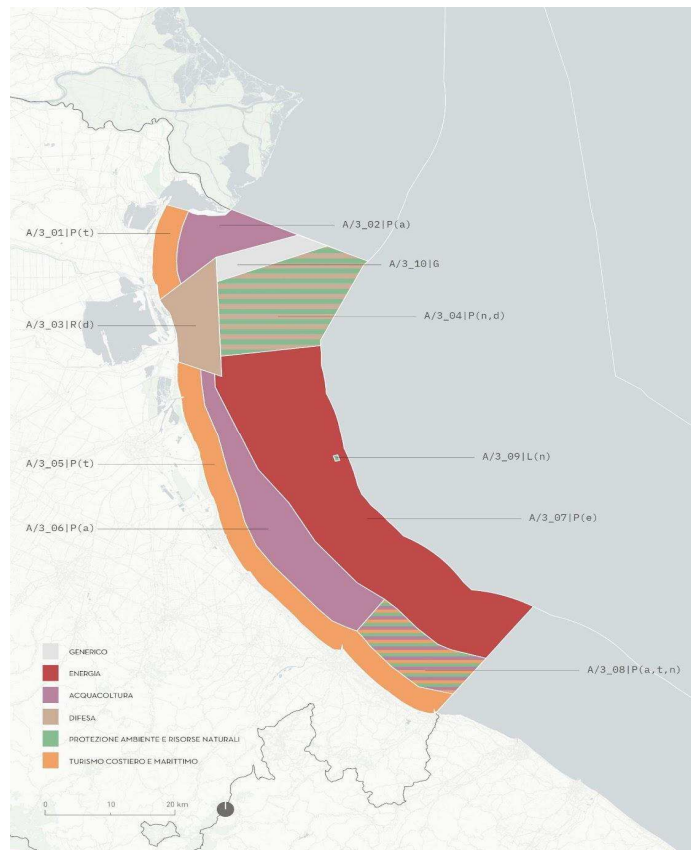 A/3_02|P(a)
A/3_01|P(t)
A/3_10|G
A/3_04|P(n,d)
A/3_03|R(d)
A/3_09|L(n)
A/3_05|P(t)
A/3_07|P(e)
A/3_06|P(a)
A/3_08|P(a,t,n)
GENERICO
ENERGIA
ACQUACOLTURA
DIFESA
PROTEZIONE AMBIENTE E RISORSE NATURALI
TURISMO COSTIERO E MARITTIMO
0 10 20 km